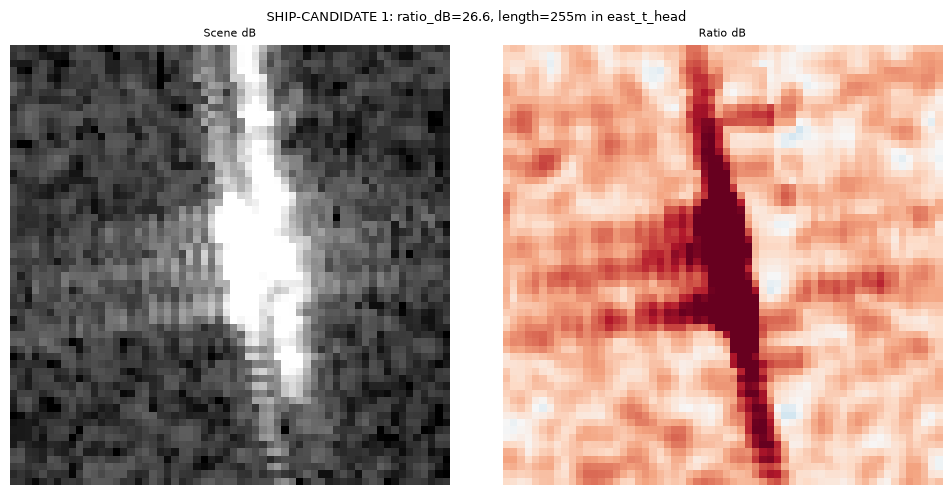 SHIP-CANDIDATE 1: ratio_dB=26.6, length=255m in east_t_head
Scene dB
Ratio dB